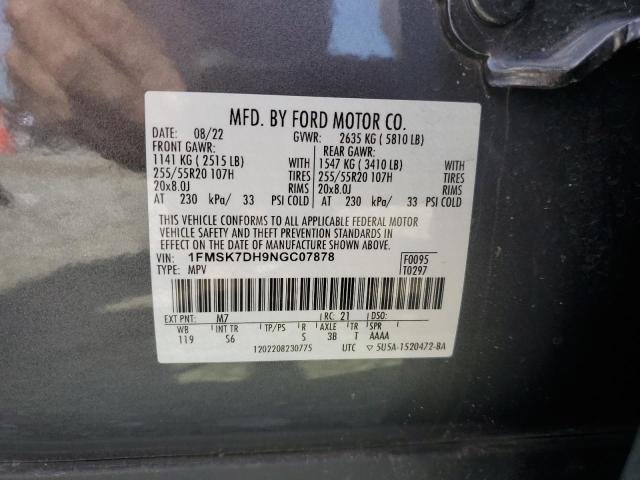 MFD. BY FORD MOTOR CO.
DATE: 08/22 GVWR: 2635 KG ( 5810 LB)
FRONT GAWR: REAR GAWR:
1141 KG ( 2515 LB) WITH 1547 KG ( 3410 LB) WITH
255/55R20 107H TIRES 255/55R20 107H TIRES
20x8.0J RIMS 20x8.0J RIMS
AT 230 kPa/ 33 PSI COLD AT 230 kPa/ 33 PSI COLD
THIS VEHICLE CONFORMS TO ALL APPLICABLE FEDERAL MOTOR
VEHICLE SAFETY AND THEFT PREVENTION STANDARDS
IN EFFECT ON THE DATE OF MANUFACTURE SHOWN ABOVE.
VIN: 1FMSK7DH9NGC07878 F0095
TYPE: MPV T0297
EXT PNT: M7 RC: 21 DSO:
WB INT TR TP/PS R AXLE TR SPR
119 S6 S 3B T AAAA
1202208230775 UTC ▽ 5U5A-1520472-BA